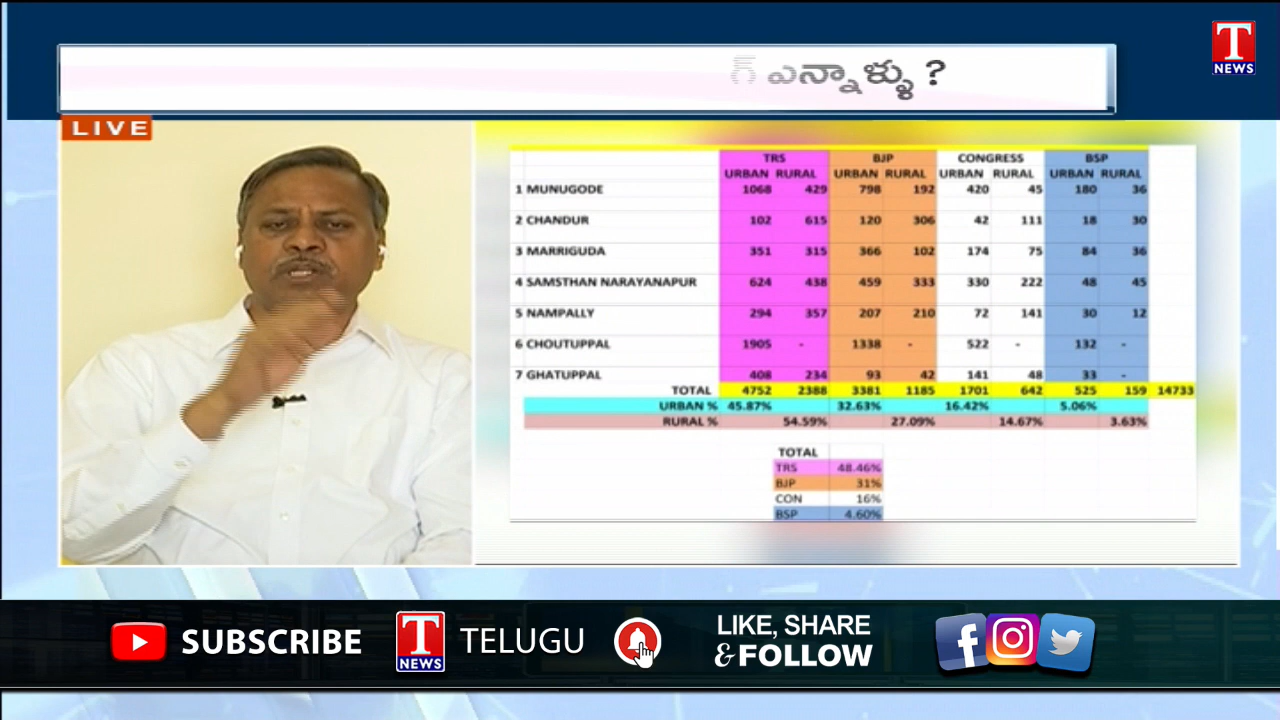 T
NEWS
గ్ ఎన్నాళ్ళు ?
LIVE
TRS BJP CONGRESS BSP
URBAN RURAL URBAN RURAL URBAN RURAL URBAN RURAL
1 MUNUGODE 1068 429 798 192 420 45 180 36
2 CHANDUR 102 615 120 306 42 111 18 30
3 MARRIGUDA 351 315 366 102 174 75 84 36
4 SAMSTHAN NARAYANAPUR 624 438 459 333 330 222 48 45
5 NAMPALLY 294 357 207 210 72 141 30 12
6 CHOUTUPPAL 1905 - 1338 - 522 - 132 -
7 GHATUPPAL 408 234 93 42 141 48 33 -
TOTAL 4752 2388 3381 1185 1701 642 525 159 14733
URBAN % 45.87% 32.63% 16.42% 5.06%
RURAL % 54.59% 27.09% 14.67% 3.63%
TOTAL
TRS 48.46%
BJP 31%
CON 16%
BSP 4.60%
SUBSCRIBE T NEWS TELUGU LIKE, SHARE
& FOLLOW